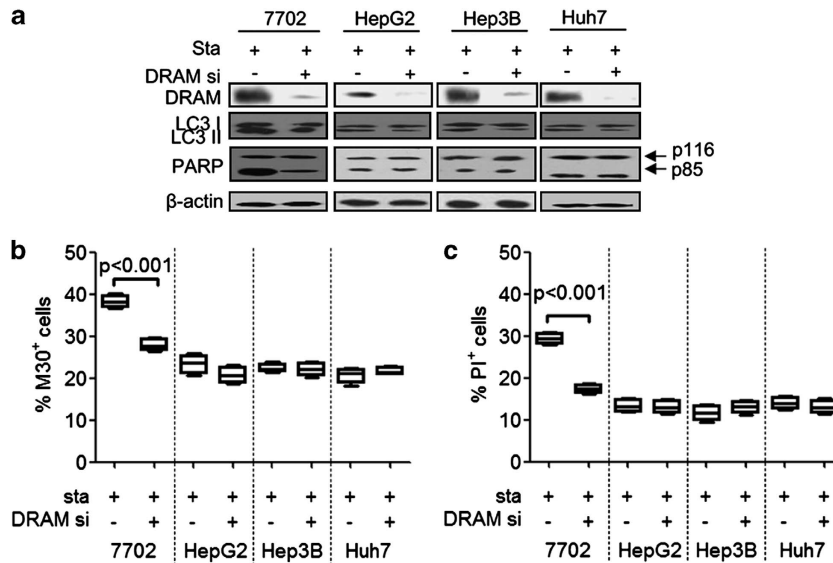 a
7702 HepG2 Hep3B Huh7
Sta + + + + + + + +
DRAM si - + - + - + - +
DRAM
LC3 I
LC3 II
PARP
p116
p85
β-actin
b
% M30+ cells
50
40
30
20
10
0
p<0.001
sta + + + + + + + +
DRAM si - + - + - + - +
7702 HepG2 Hep3B Huh7
c
% PI+ cells
50
40
30
20
10
0
p<0.001
sta + + + + + + + +
DRAM si - + - + - + - +
7702 HepG2 Hep3B Huh7